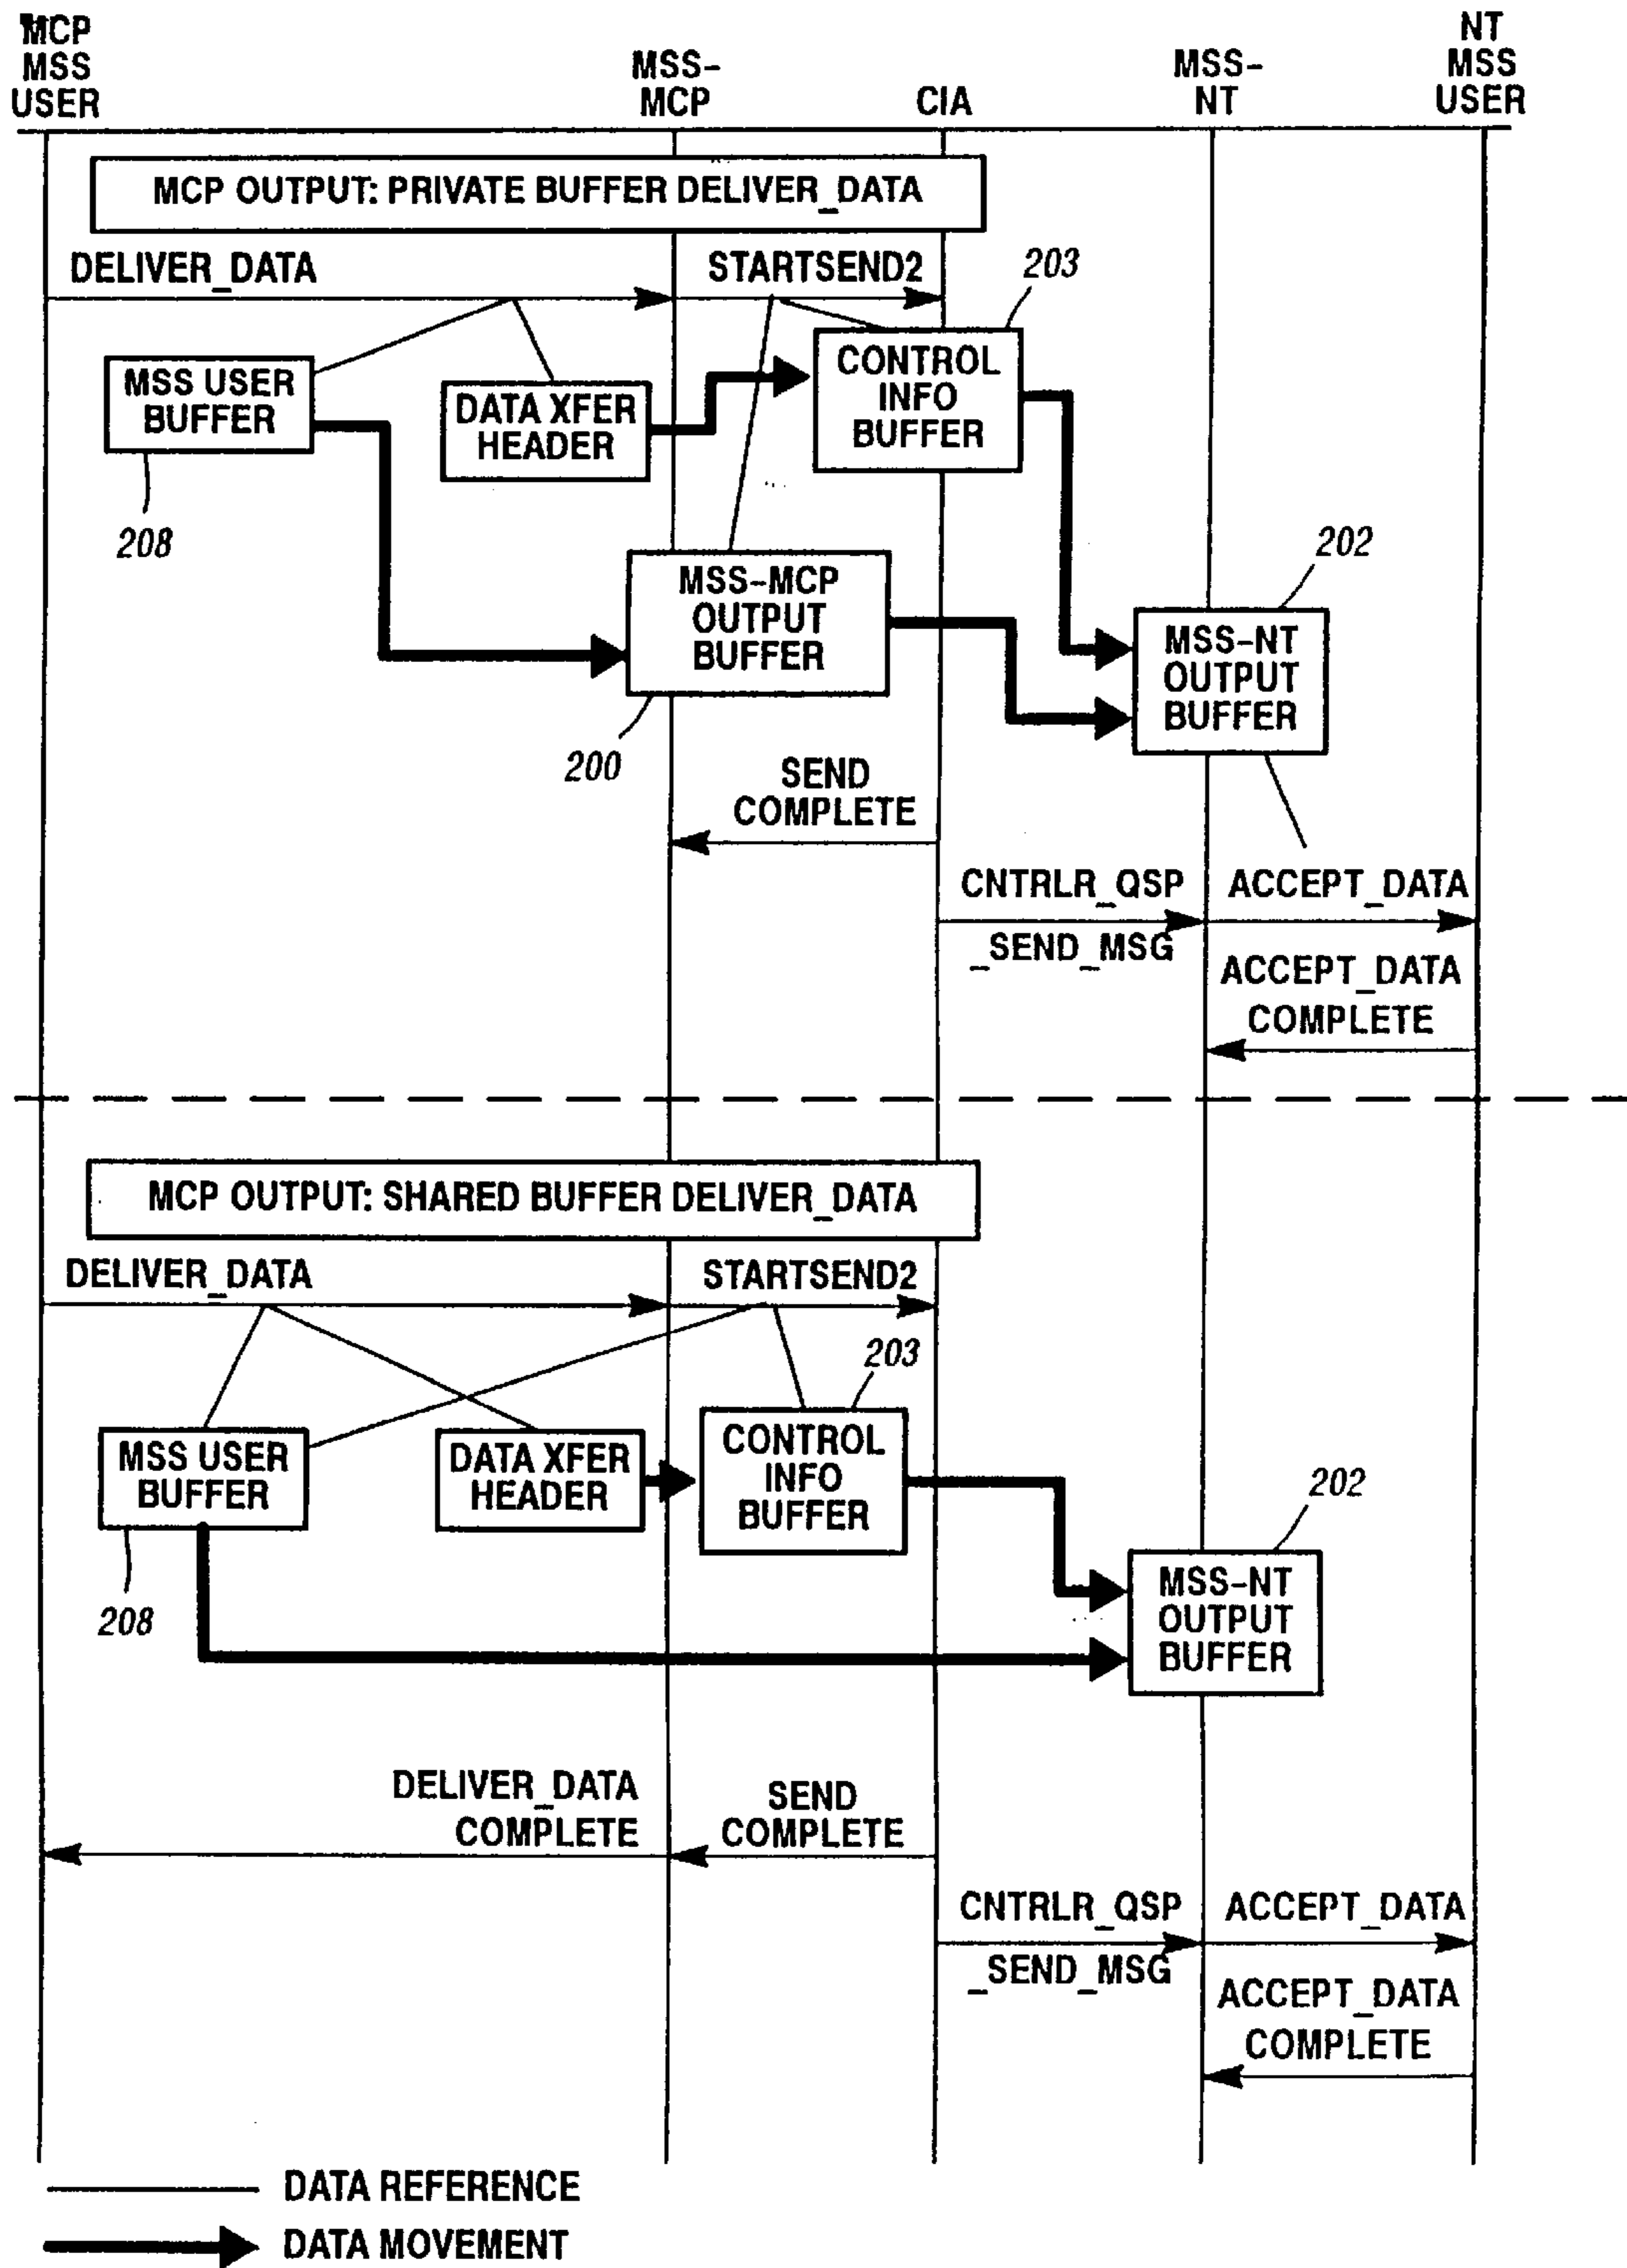 MCP
MSS
USER
MSS-
MCP
CIA
MSS-
NT
NT
MSS
USER
MCP OUTPUT: PRIVATE BUFFER DELIVER_DATA
DELIVER_DATA
STARTSEND2
203
MSS USER
BUFFER
DATA XFER
HEADER
CONTROL
INFO
BUFFER
208
202
MSS-MCP
OUTPUT
BUFFER
MSS-NT
OUTPUT
BUFFER
200
SEND
COMPLETE
CNTRLR_QSP
_SEND_MSG
ACCEPT_DATA
ACCEPT_DATA
COMPLETE
MCP OUTPUT: SHARED BUFFER DELIVER_DATA
DELIVER_DATA
STARTSEND2
203
MSS USER
BUFFER
DATA XFER
HEADER
CONTROL
INFO
BUFFER
202
208
MSS-NT
OUTPUT
BUFFER
DELIVER_DATA
COMPLETE
SEND
COMPLETE
CNTRLR_QSP
_SEND_MSG
ACCEPT_DATA
ACCEPT_DATA
COMPLETE
DATA REFERENCE
DATA MOVEMENT